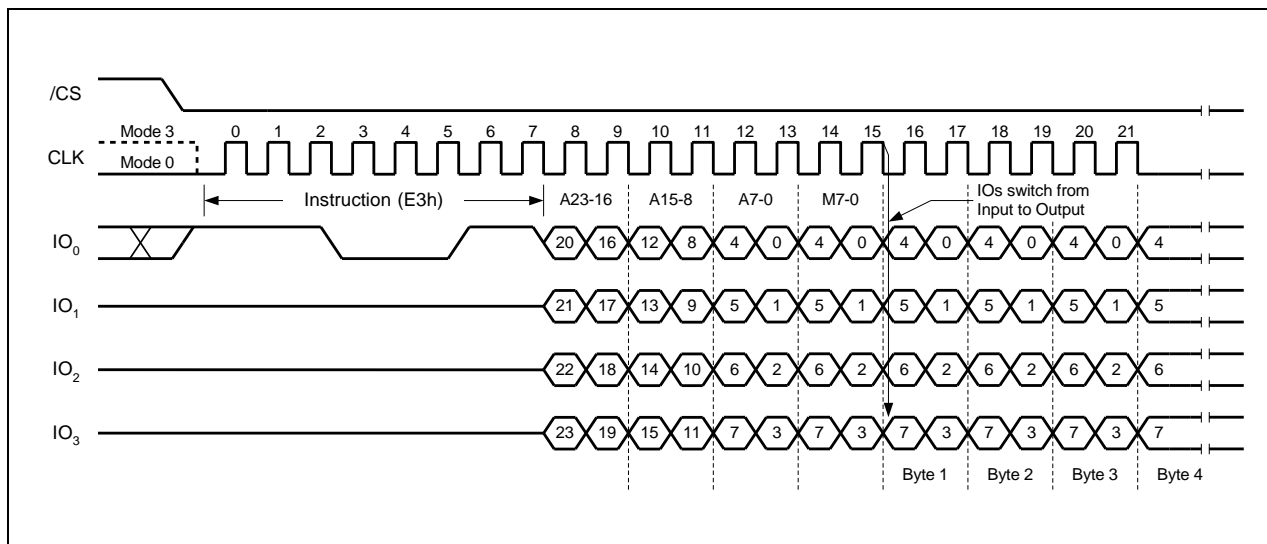 /CS
Mode 3 0 1 2 3 4 5 6 7 8 9 10 11 12 13 14 15 16 17 18 19 20 21
CLK
Mode 0
Instruction (E3h) A23-16 A15-8 A7-0 M7-0 IOs switch from
Input to Output
IO0 20 16 12 8 4 0 4 0 4 0 4 0 4 0 4
IO1 21 17 13 9 5 1 5 1 5 1 5 1 5 1 5
IO2 22 18 14 10 6 2 6 2 6 2 6 2 6 2 6
IO3 23 19 15 11 7 3 7 3 7 3 7 3 7 3 7
Byte 1 Byte 2 Byte 3 Byte 4